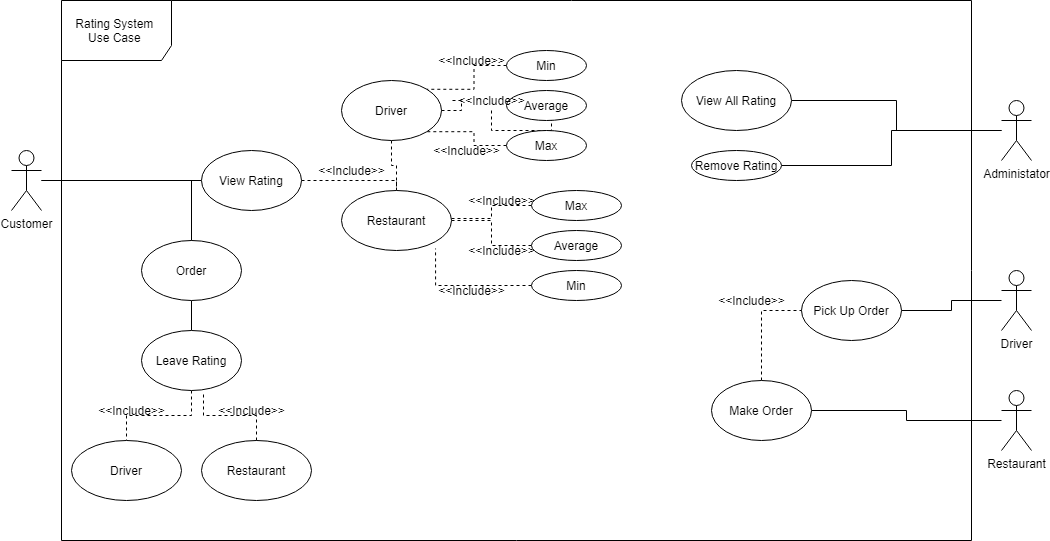 Rating System
Use Case
<<Include>>
Min
Driver
<<Include>>
Average
View All Rating
<<Include>>
Max
Administator
Customer
View Rating
<<Include>>
Remove Rating
Restaurant
<<Include>>
Max
<<Include>>
Average
Order
<<Include>>
Min
<<Include>>
Pick Up Order
Driver
Leave Rating
<<Include>>
<<Include>>
Make Order
Driver
Restaurant
Restaurant